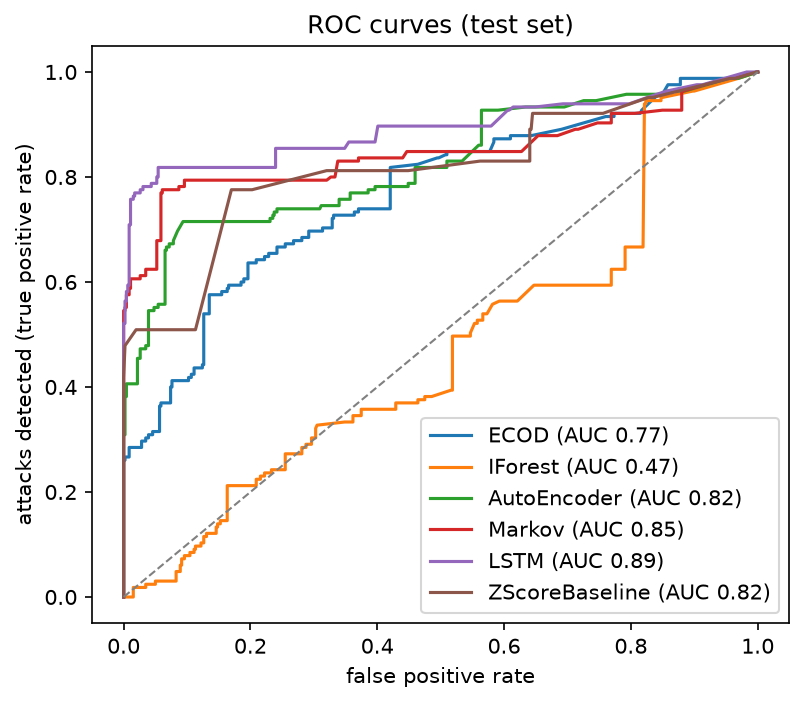 ROC curves (test set)
attacks detected (true positive rate)
1.0
0.8
0.6
0.4
0.2
0.0
ECOD (AUC 0.77)
IForest (AUC 0.47)
AutoEncoder (AUC 0.82)
Markov (AUC 0.85)
LSTM (AUC 0.89)
ZScoreBaseline (AUC 0.82)
0.0 0.2 0.4 0.6 0.8 1.0
false positive rate